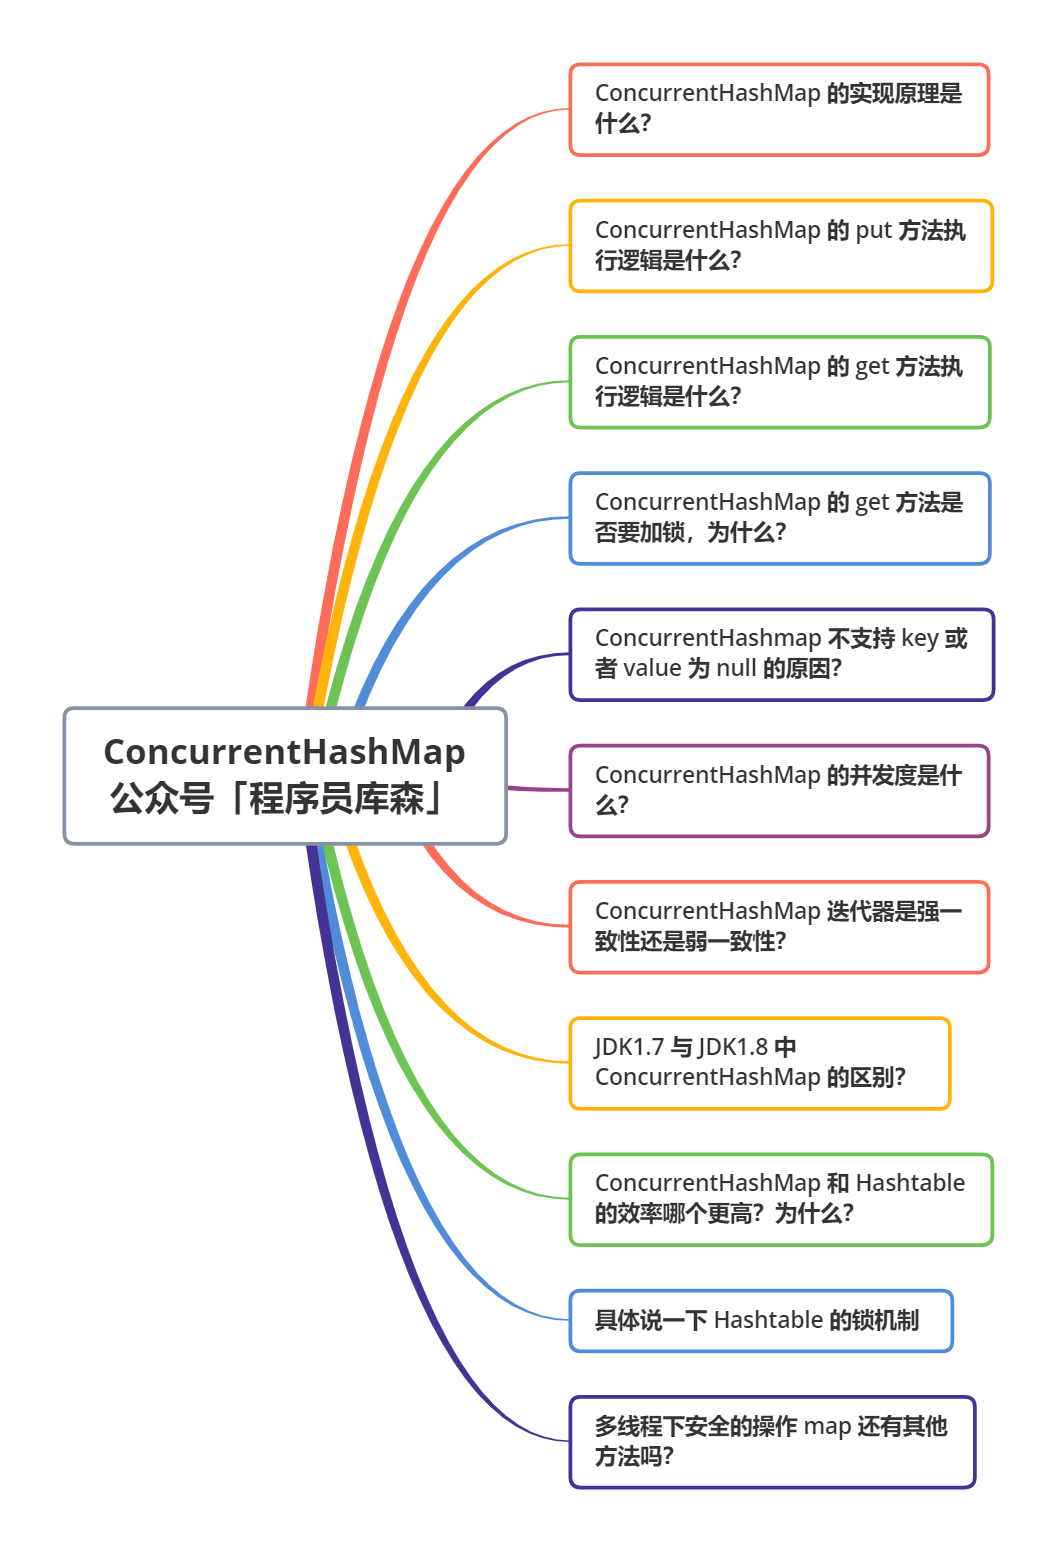 ConcurrentHashMap 的实现原理是
什么？
ConcurrentHashMap 的 put 方法执
行逻辑是什么？
ConcurrentHashMap 的 get 方法执
行逻辑是什么？
ConcurrentHashMap 的 get 方法是
否要加锁，为什么？
ConcurrentHashmap 不支持 key 或
者 value 为 null 的原因？
ConcurrentHashMap
公众号「程序员库森」
ConcurrentHashMap 的并发度是什
么？
ConcurrentHashMap 迭代器是强一
致性还是弱一致性？
JDK1.7 与 JDK1.8 中
ConcurrentHashMap 的区别？
ConcurrentHashMap 和 Hashtable
的效率哪个更高？为什么？
具体说一下 Hashtable 的锁机制
多线程下安全的操作 map 还有其他
方法吗？